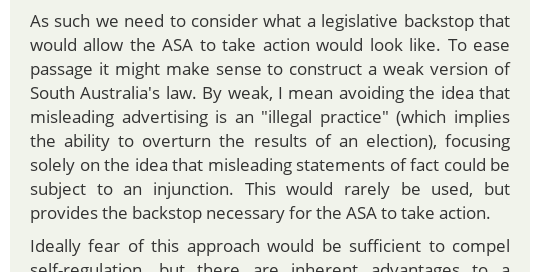 As such we need to consider what a legislative backstop that
would allow the ASA to take action would look like. To ease
passage it might make sense to construct a weak version of
South Australia's law. By weak, I mean avoiding the idea that
misleading advertising is an "illegal practice" (which implies
the ability to overturn the results of an election), focusing
solely on the idea that misleading statements of fact could be
subject to an injunction. This would rarely be used, but
provides the backstop necessary for the ASA to take action.
Ideally fear of this approach would be sufficient to compel
self-regulation, but there are inherent advantages to a